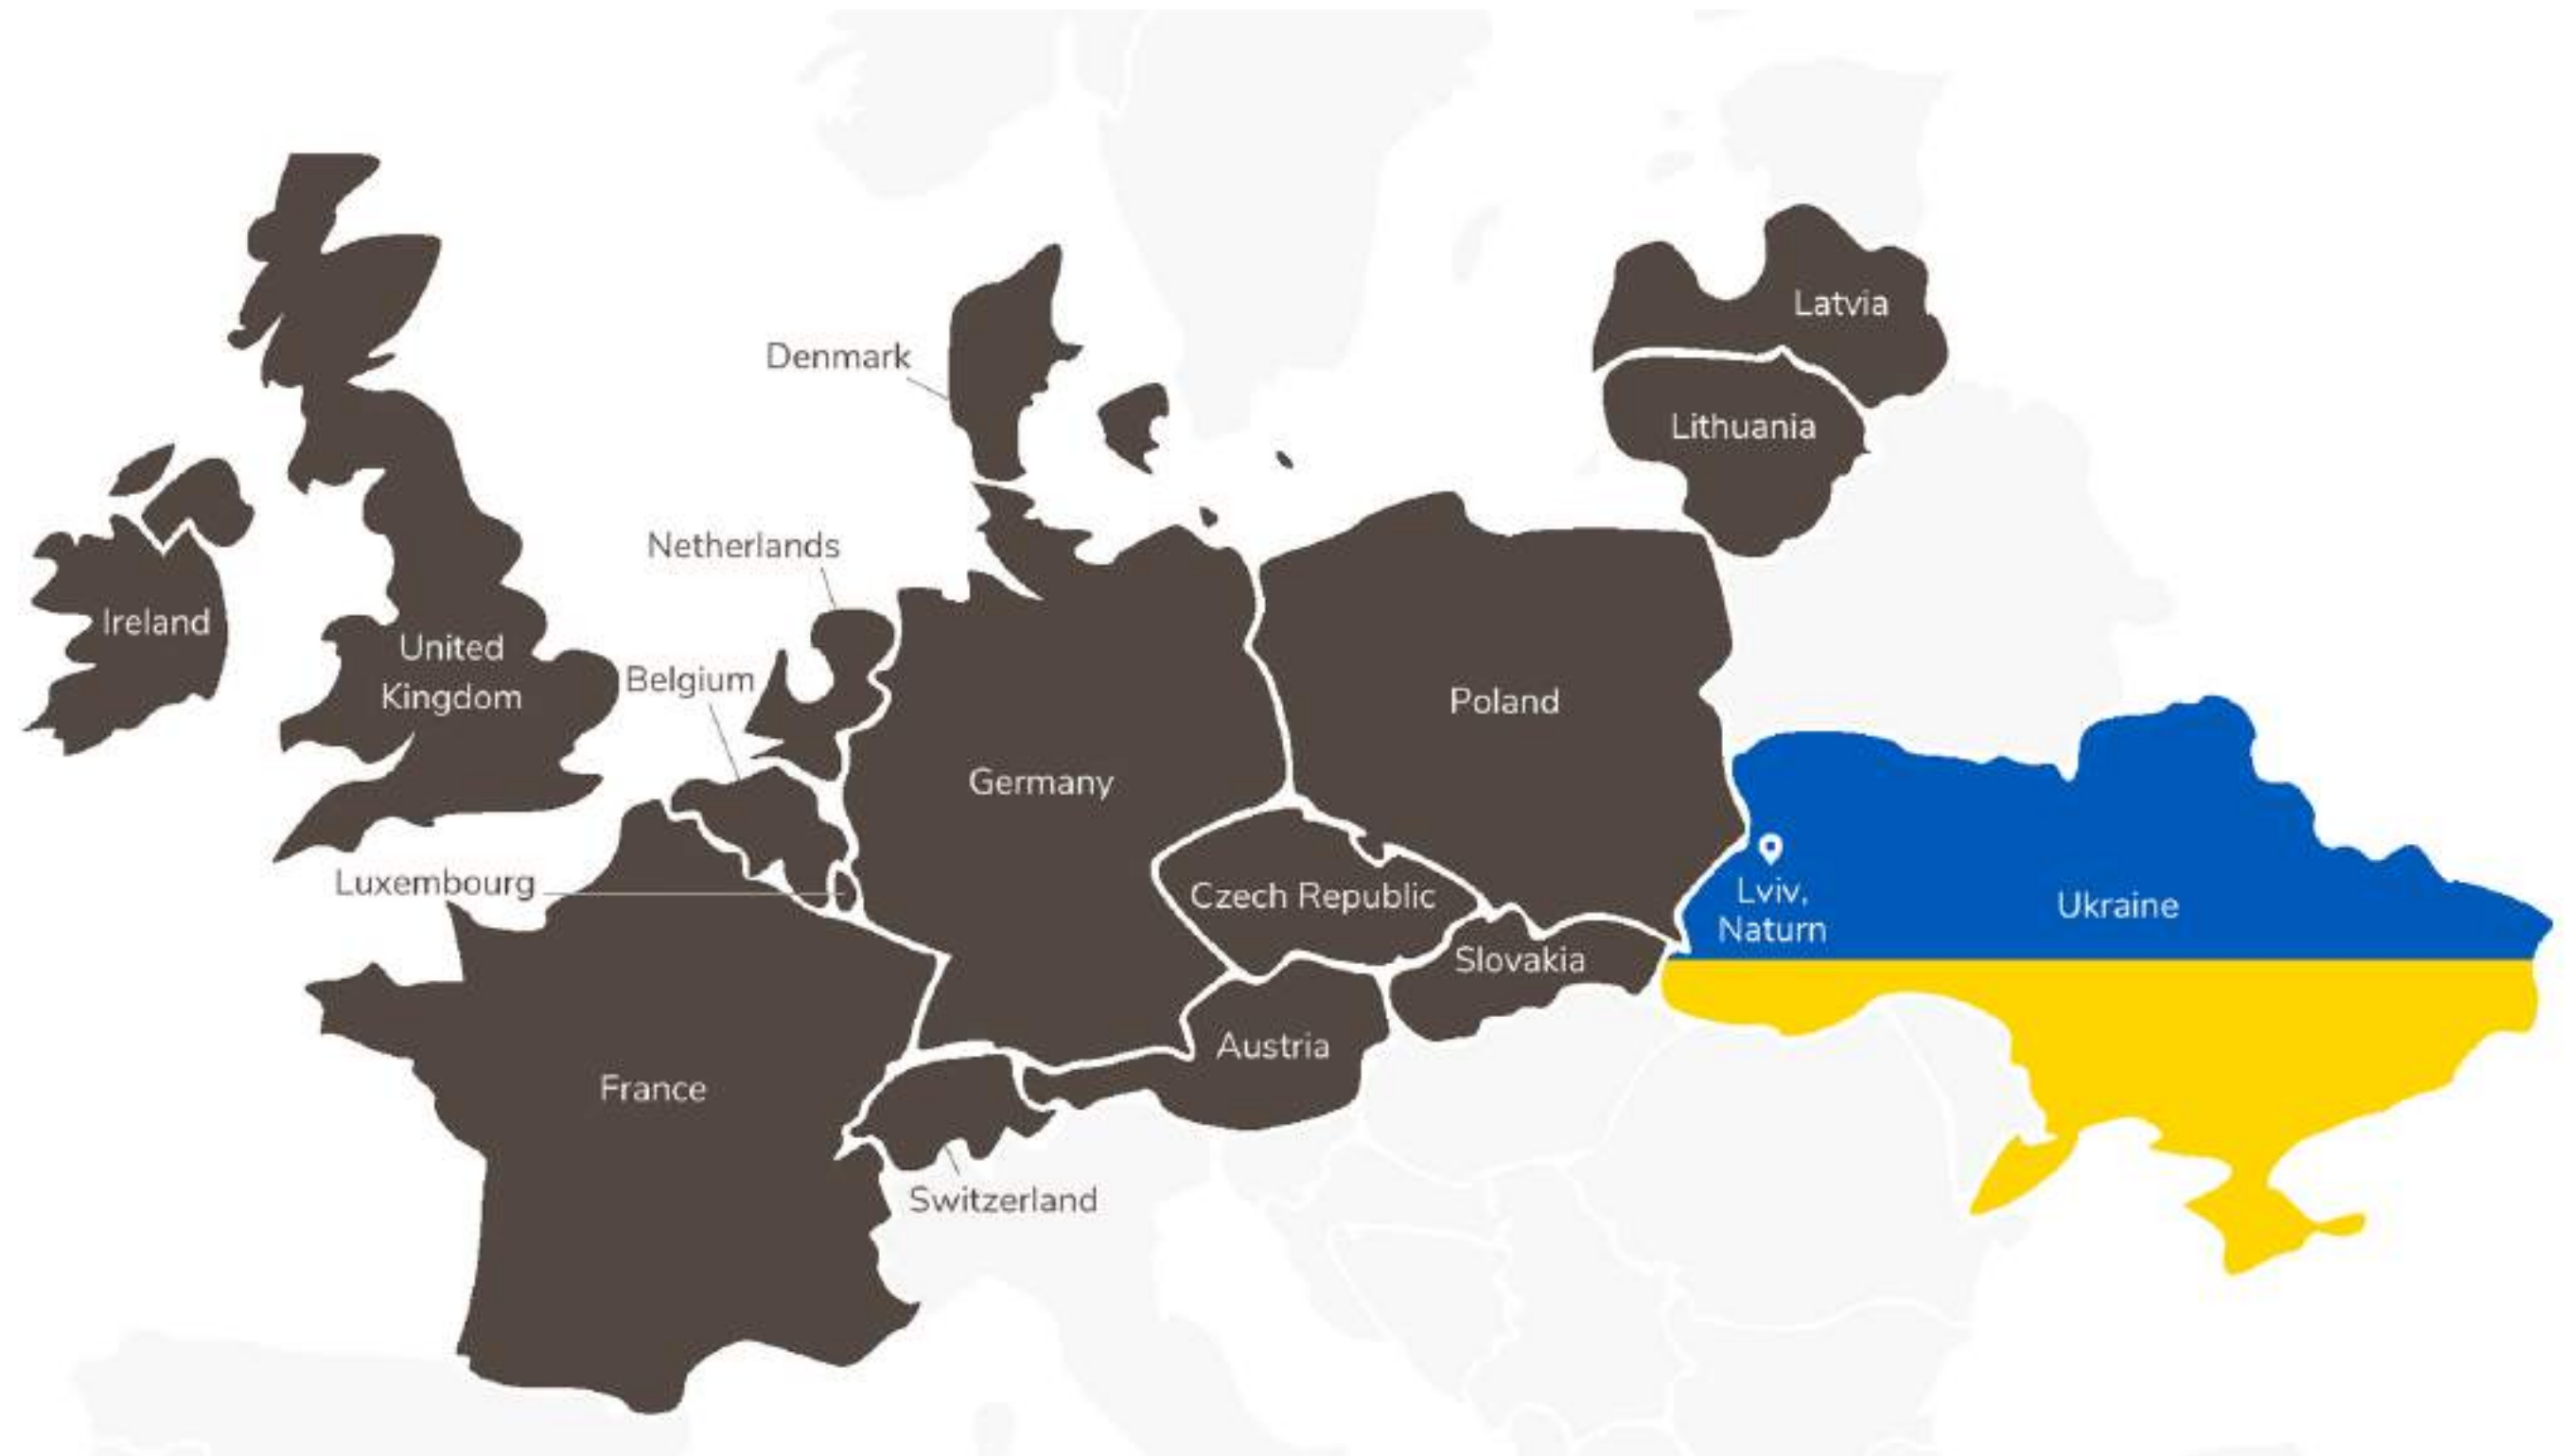 Latvia
Denmark
Lithuania
Netherlands
Ireland
United
Kingdom
Belgium
Poland
Germany
Luxembourg
Czech Republic
Lviv,
Naturn
Ukraine
Slovakia
Austria
France
Switzerland